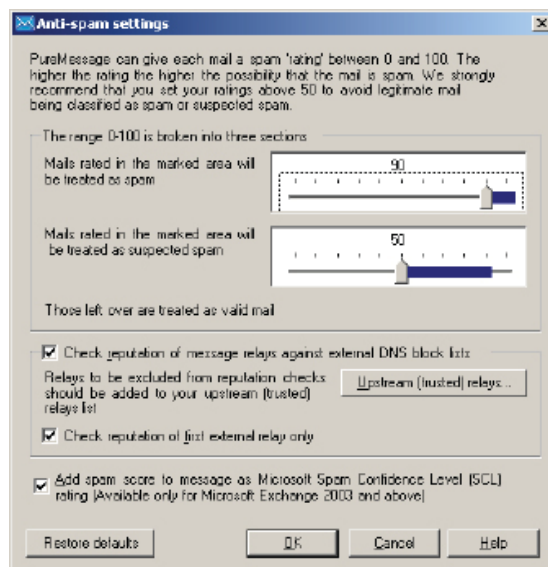 Anti-spam settings
PureMessage can give each mail a spam 'rating' between 0 and 100. The
higher the rating the higher the possibility that the mail is spam. We strongly
recommend that you set your ratings above 50 to avoid legitimate mail
being classified as spam or suspected spam.
The range 0-100 is broken into three sections
Mails rated in the marked area will
be treated as spam
90
Mails rated in the marked area will
be treated as suspected spam
50
Those left over are treated as valid mail
Check reputation of message relays against external DNS block lists
Relays to be excluded from reputation checks
should be added to your upstream (trusted)
relays list
Upstream (trusted) relays...
Check reputation of first external relay only
Add spam score to message as Microsoft Spam Confidence Level (SCL)
rating (Available only for Microsoft Exchange 2003 and above)
Restore defaults
OK
Cancel
Help